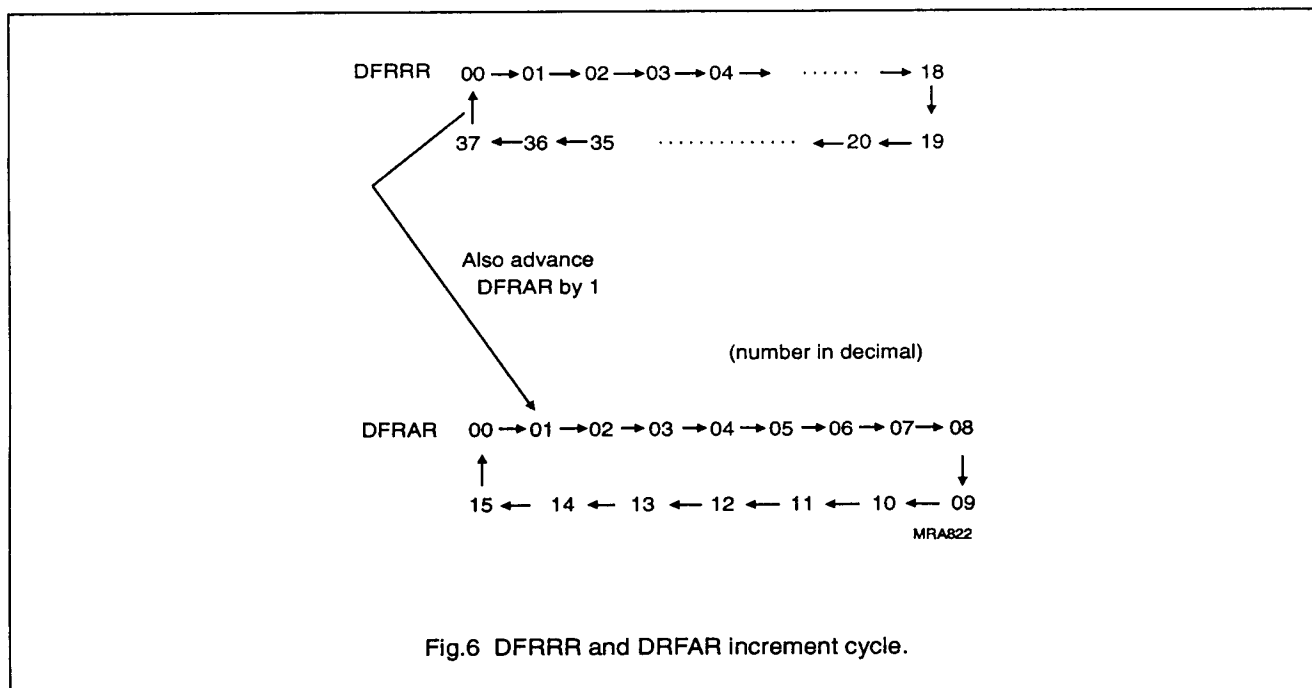 DFRRR 00 → 01 → 02 → 03 → 04 → ...... → 18
37 ← 36 ← 35 .............. ← 20 ← 19
Also advance
DFRAR by 1
(number in decimal)
DFRAR 00 → 01 → 02 → 03 → 04 → 05 → 06 → 07 → 08
15 ← 14 ← 13 ← 12 ← 11 ← 10 ← 09
MRA822
Fig.6 DFRRR and DRFAR increment cycle.